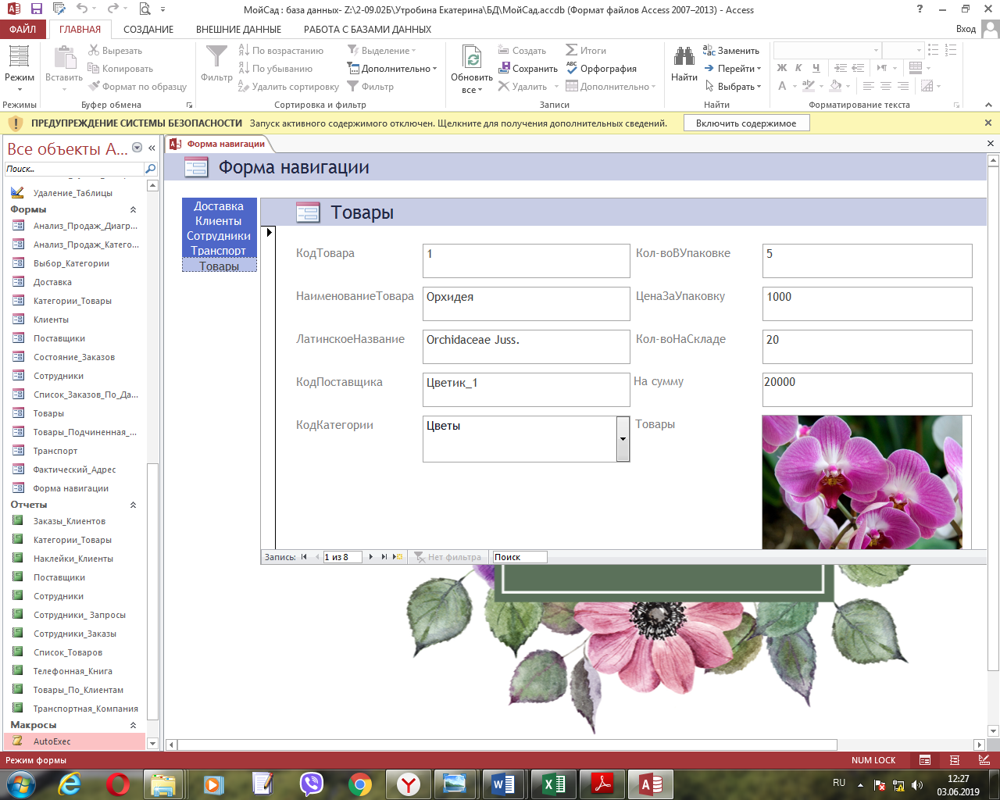 МойСад : база данных- Z:\2-09.02Б\Утробина Екатерина\БД\МойСад.accdb (Формат файлов Access 2007–2013) - Access
ФАЙЛ ГЛАВНАЯ СОЗДАНИЕ ВНЕШНИЕ ДАННЫЕ РАБОТА С БАЗАМИ ДАННЫХ Вход
Режим
Режимы
Вставить
Вырезать
Копировать
Формат по образцу
Буфер обмена
Фильтр
По возрастанию
По убыванию
Удалить сортировку
Выделение
Дополнительно
Фильтр
Сортировка и фильтр
Обновить
все
Создать
Сохранить
Удалить
Итоги
Орфография
Дополнительно
Записи
Найти
Заменить
Перейти
Выбрать
Найти
Ж К Ч
А
Форматирование текста
ПРЕДУПРЕЖДЕНИЕ СИСТЕМЫ БЕЗОПАСНОСТИ Запуск активного содержимого отключен. Щелкните для получения дополнительных сведений. Включить содержимое
Все объекты A...
Поиск...
Удаление_Таблицы
Формы
Анализ_Продаж_Диагр...
Анализ_Продаж_Катего...
Выбор_Категории
Доставка
Категории_Товары
Клиенты
Поставщики
Состояние_Заказов
Сотрудники
Список_Заказов_По_Да...
Товары
Товары_Подчиненная_...
Транспорт
Фактический_Адрес
Форма навигации
Отчеты
Заказы_Клиентов
Категории_Товары
Наклейки_Клиенты
Поставщики
Сотрудники
Сотрудники_ Запросы
Сотрудники_Заказы
Список_Товаров
Телефонная_Книга
Товары_По_Клиентам
Транспортная_Компания
Макросы
AutoExec
Форма навигации
Форма навигации
Доставка
Клиенты
Сотрудники
Транспорт
Товары
Товары
КодТовара 1 Кол-воВУпаковке 5
НаименованиеТовара Орхидея ЦенаЗаУпаковку 1000
ЛатинскоеНазвание Orchidaceae Juss. Кол-воНаСкладе 20
КодПоставщика Цветик_1 На сумму 20000
КодКатегории Цветы Товары
Запись: 1 из 8 Нет фильтра Поиск
Режим формы NUM LOCK
RU 12:27
03.06.2019